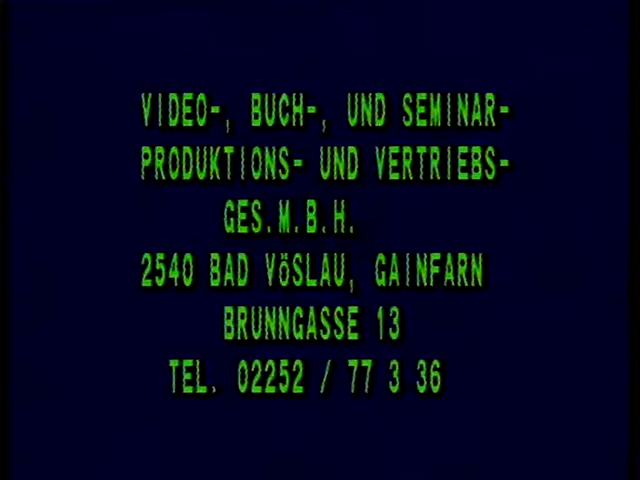 VIDEO-, BUCH-, UND SEMINAR-
PRODUKTIONS- UND VERTRIEBS-
GES.M.B.H.
2540 BAD VöSLAU, GAINFARN
BRUNNGASSE 13
TEL. 02252 / 77 3 36